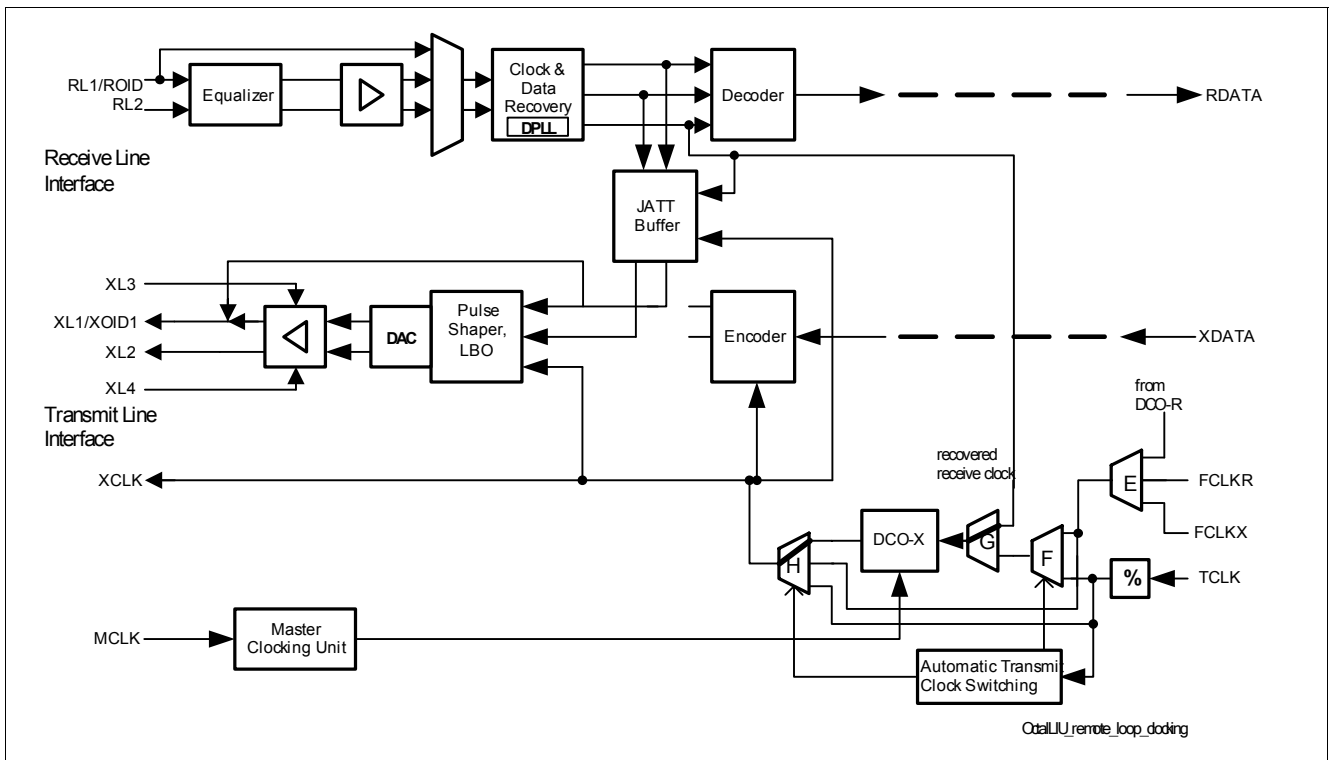 RL1/ROID
RL2
Equalizer
Clock &
Data
Recovery
DPLL
Decoder
RDATA
Receive Line
Interface
JATT
Buffer
XL3
XL1/XOID1
XL2
XL4
DAC
Pulse
Shaper,
LBO
Encoder
XDATA
Transmit Line
Interface
from
DCO-R
XCLK
recovered
receive clock
E
FCLKR
FCLKX
H
DCO-X
G
F
%
TCLK
MCLK
Master
Clocking Unit
Automatic Transmit
Clock Switching
OctalLIU_remote_loop_clocking